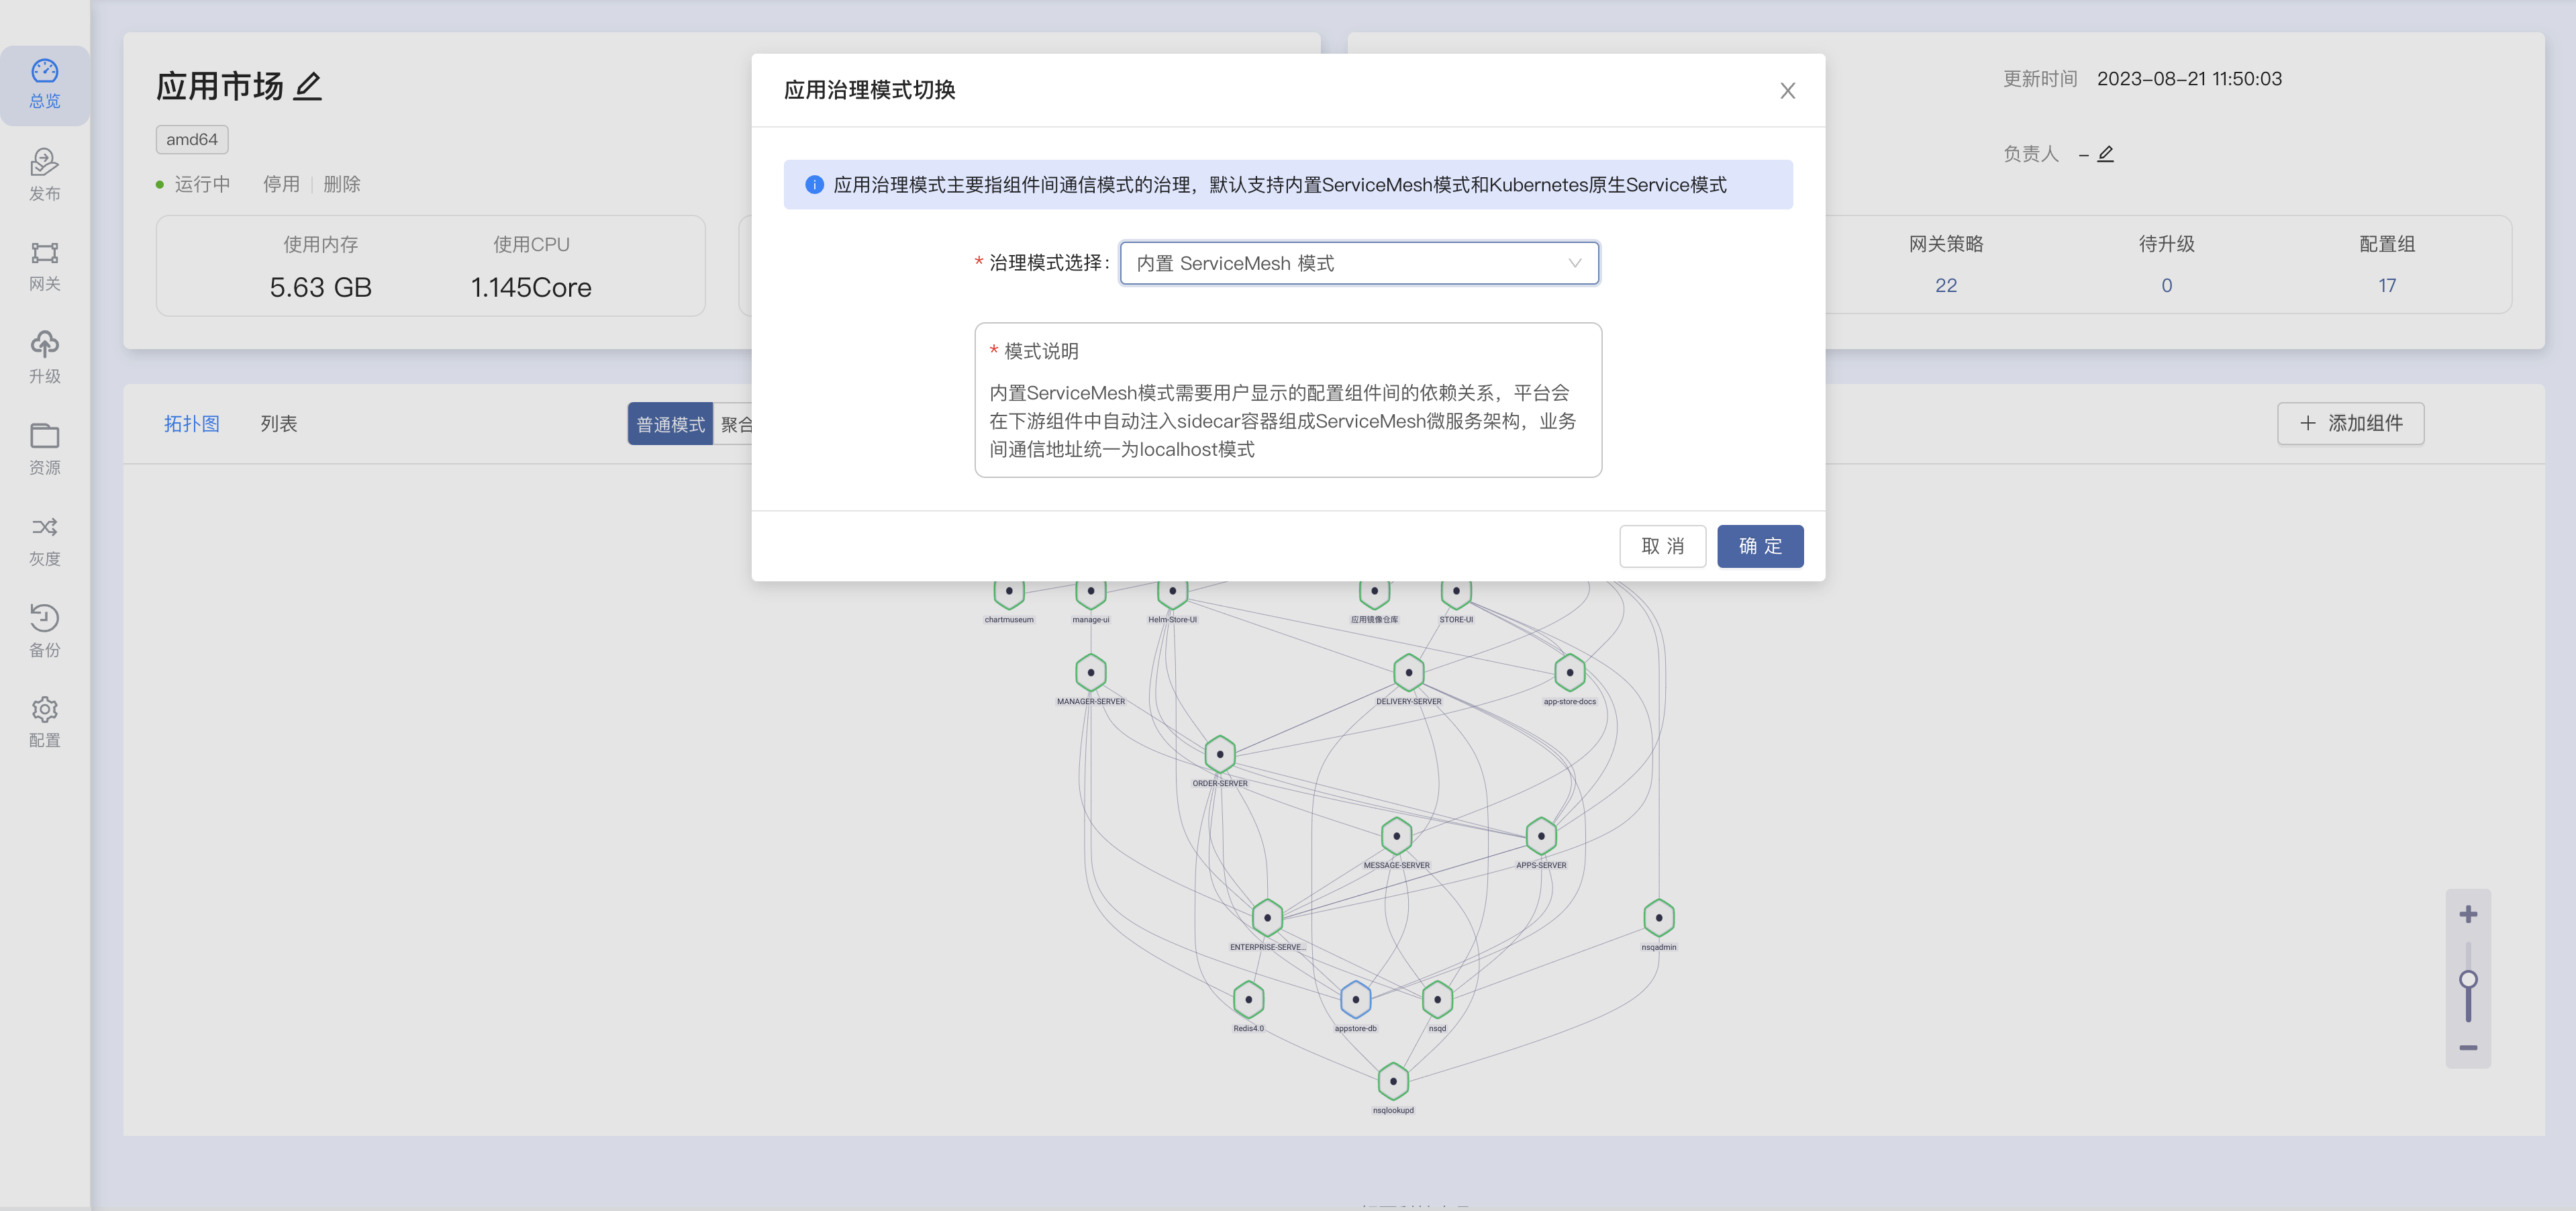 总览
发布
网关
升级
资源
灰度
备份
配置
应用市场
amd64
运行中 停用 删除
使用内存 使用CPU
5.63 GB 1.145Core
更新时间 2023-08-21 11:50:03
负责人 –
网关策略 待升级 配置组
22 0 17
拓扑图 列表 普通模式 聚合
添加组件
应用治理模式切换
应用治理模式主要指组件间通信模式的治理，默认支持内置ServiceMesh模式和Kubernetes原生Service模式
* 治理模式选择： 内置 ServiceMesh 模式
* 模式说明
内置ServiceMesh模式需要用户显示的配置组件间的依赖关系，平台会
在下游组件中自动注入sidecar容器组成ServiceMesh微服务架构，业务
间通信地址统一为localhost模式
取 消 确 定
chartmuseum manage-ui Helm-Store-UI 应用镜像仓库 STORE-UI
MANAGER-SERVER DELIVERY-SERVER app-store-docs
ORDER-SERVER
MESSAGE-SERVER APPS-SERVER
ENTERPRISE-SERVE... nsqadmin
Redis4.0 appstore-db nsqd
nsqlookupd